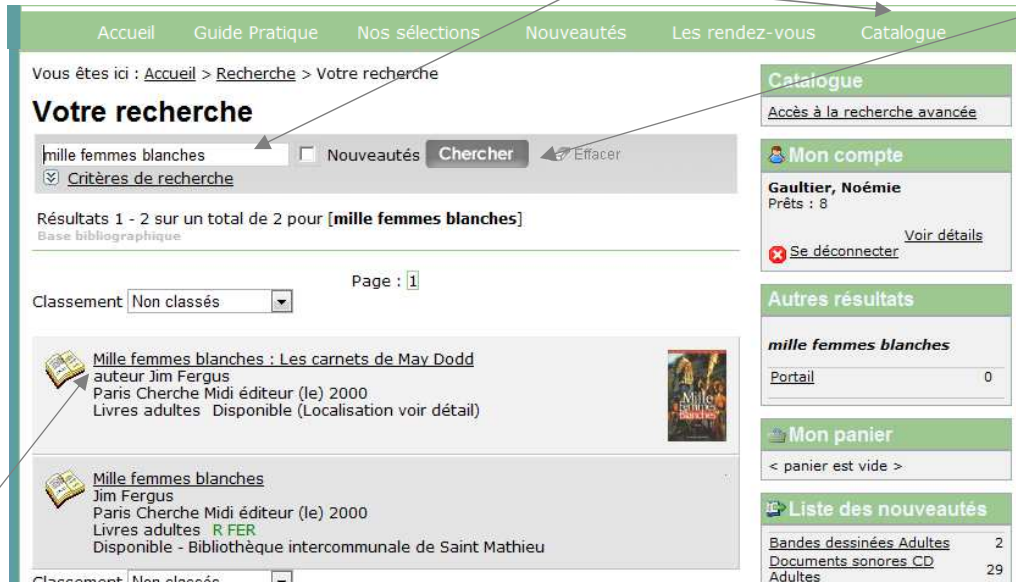 Accueil Guide Pratique Nos sélections Nouveautés Les rendez-vous Catalogue
Vous êtes ici : Accueil > Recherche > Votre recherche
Votre recherche
mille femmes blanches Nouveautés Chercher Effacer
Critères de recherche
Résultats 1 - 2 sur un total de 2 pour [mille femmes blanches]
Base bibliographique
Page : 1
Classement Non classés
Mille femmes blanches : Les carnets de May Dodd
auteur Jim Fergus
Paris Cherche Midi éditeur (le) 2000
Livres adultes Disponible (Localisation voir détail)
Mille
femmes
blanches
Mille femmes blanches
Jim Fergus
Paris Cherche Midi éditeur (le) 2000
Livres adultes R FER
Disponible - Bibliothèque intercommunale de Saint Mathieu
Classement Non classés
Catalogue
Accès à la recherche avancée
Mon compte
Gaultier, Noémie
Prêts : 8
Voir détails
Se déconnecter
Autres résultats
mille femmes blanches
Portail 0
Mon panier
< panier est vide >
Liste des nouveautés
Bandes dessinées Adultes 2
Documents sonores CD
Adultes 29